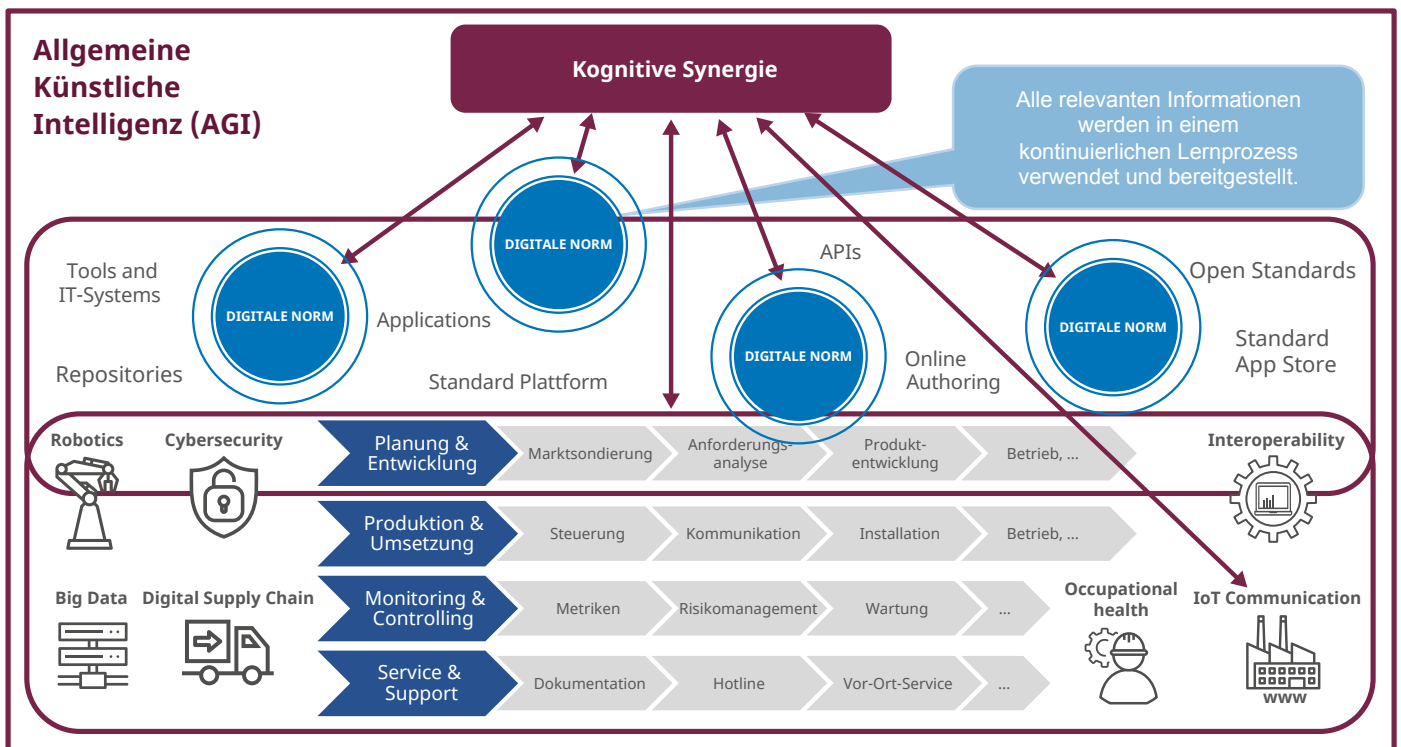 Allgemeine
Künstliche
Intelligenz (AGI)
Kognitive Synergie
Alle relevanten Informationen
werden in einem
kontinuierlichen Lernprozess
verwendet und bereitgestellt.
Tools and
IT-Systems
DIGITALE NORM
Applications
DIGITALE NORM
APIs
DIGITALE NORM
DIGITALE NORM
Open Standards
Repositories
Standard Plattform
Online
Authoring
Standard
App Store
Robotics
Cybersecurity
Planung &
Entwicklung
Marktsondierung
Anforderungs-
analyse
Produkt-
entwicklung
Betrieb, ...
Interoperability
Produktion &
Umsetzung
Steuerung
Kommunikation
Installation
Betrieb, ...
Big Data
Digital Supply Chain
Monitoring &
Controlling
Metriken
Risikomanagement
Wartung
...
Occupational
health
IoT Communication
Service &
Support
Dokumentation
Hotline
Vor-Ort-Service
...
www